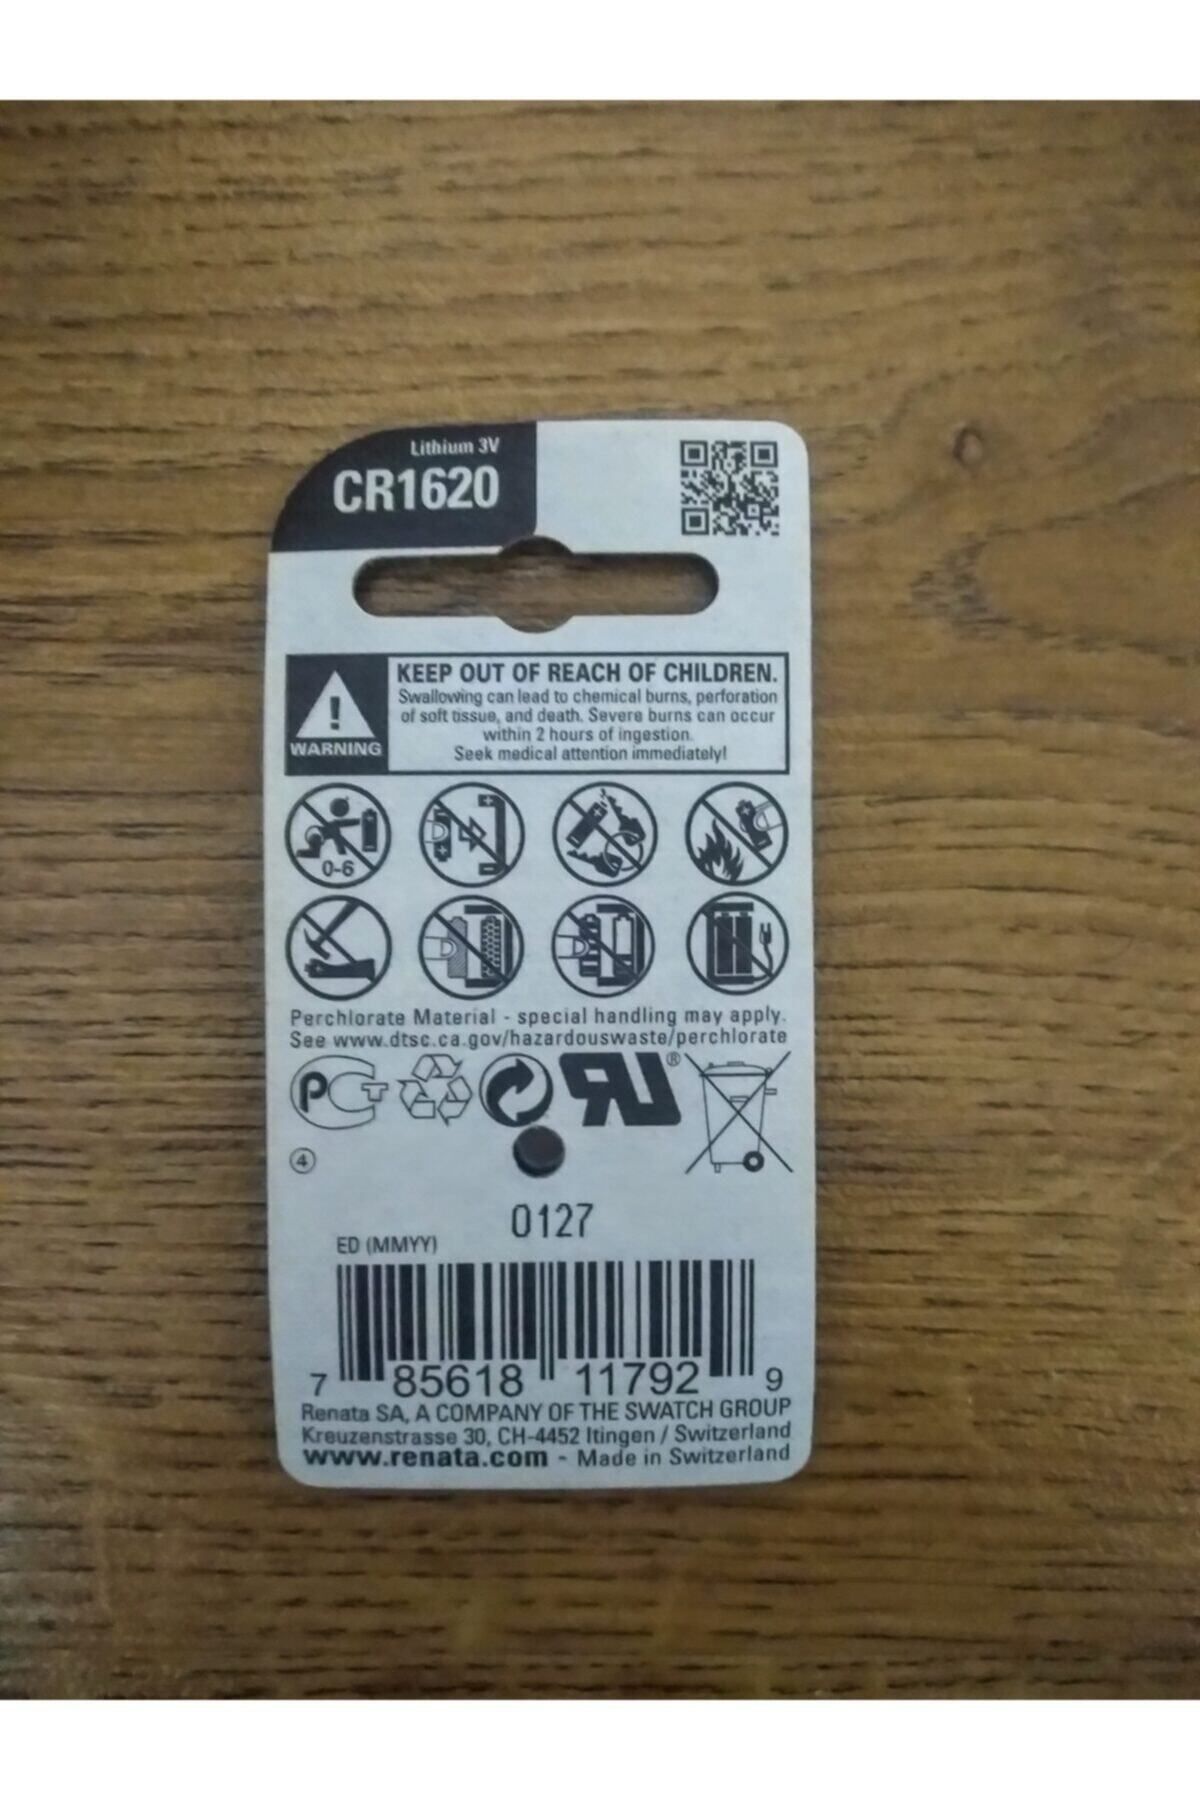 Lithium 3V
CR1620
KEEP OUT OF REACH OF CHILDREN.
Swallowing can lead to chemical burns, perforation
of soft tissue, and death. Severe burns can occur
within 2 hours of ingestion.
Seek medical attention immediately!
WARNING
0-6
Perchlorate Material - special handling may apply.
See www.dtsc.ca.gov/hazardouswaste/perchlorate
PCT
®
4
0127
ED (MMYY)
7 85618 11792 9
Renata SA, A COMPANY OF THE SWATCH GROUP
Kreuzenstrasse 30, CH-4452 Itingen / Switzerland
www.renata.com - Made in Switzerland